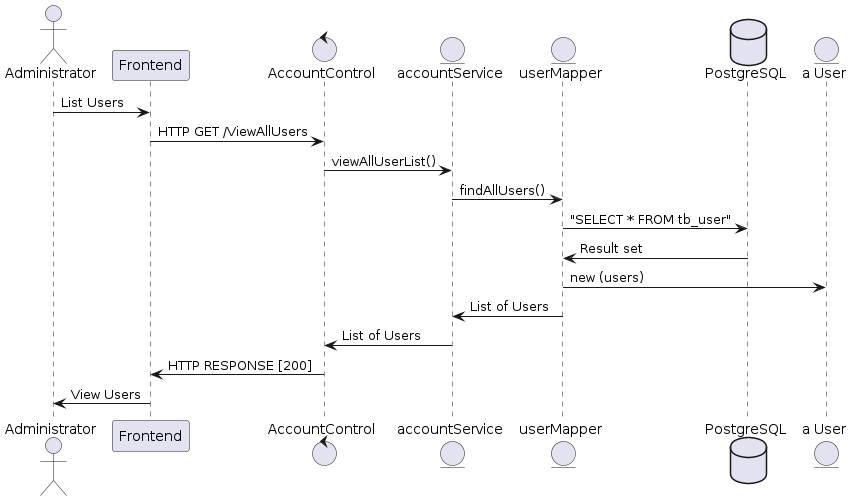 Administrator
Frontend
AccountControl
accountService
userMapper
PostgreSQL
a User
List Users
HTTP GET /ViewAllUsers
viewAllUserList()
findAllUsers()
"SELECT * FROM tb_user"
Result set
new (users)
List of Users
List of Users
HTTP RESPONSE [200]
View Users
Administrator
Frontend
AccountControl
accountService
userMapper
PostgreSQL
a User